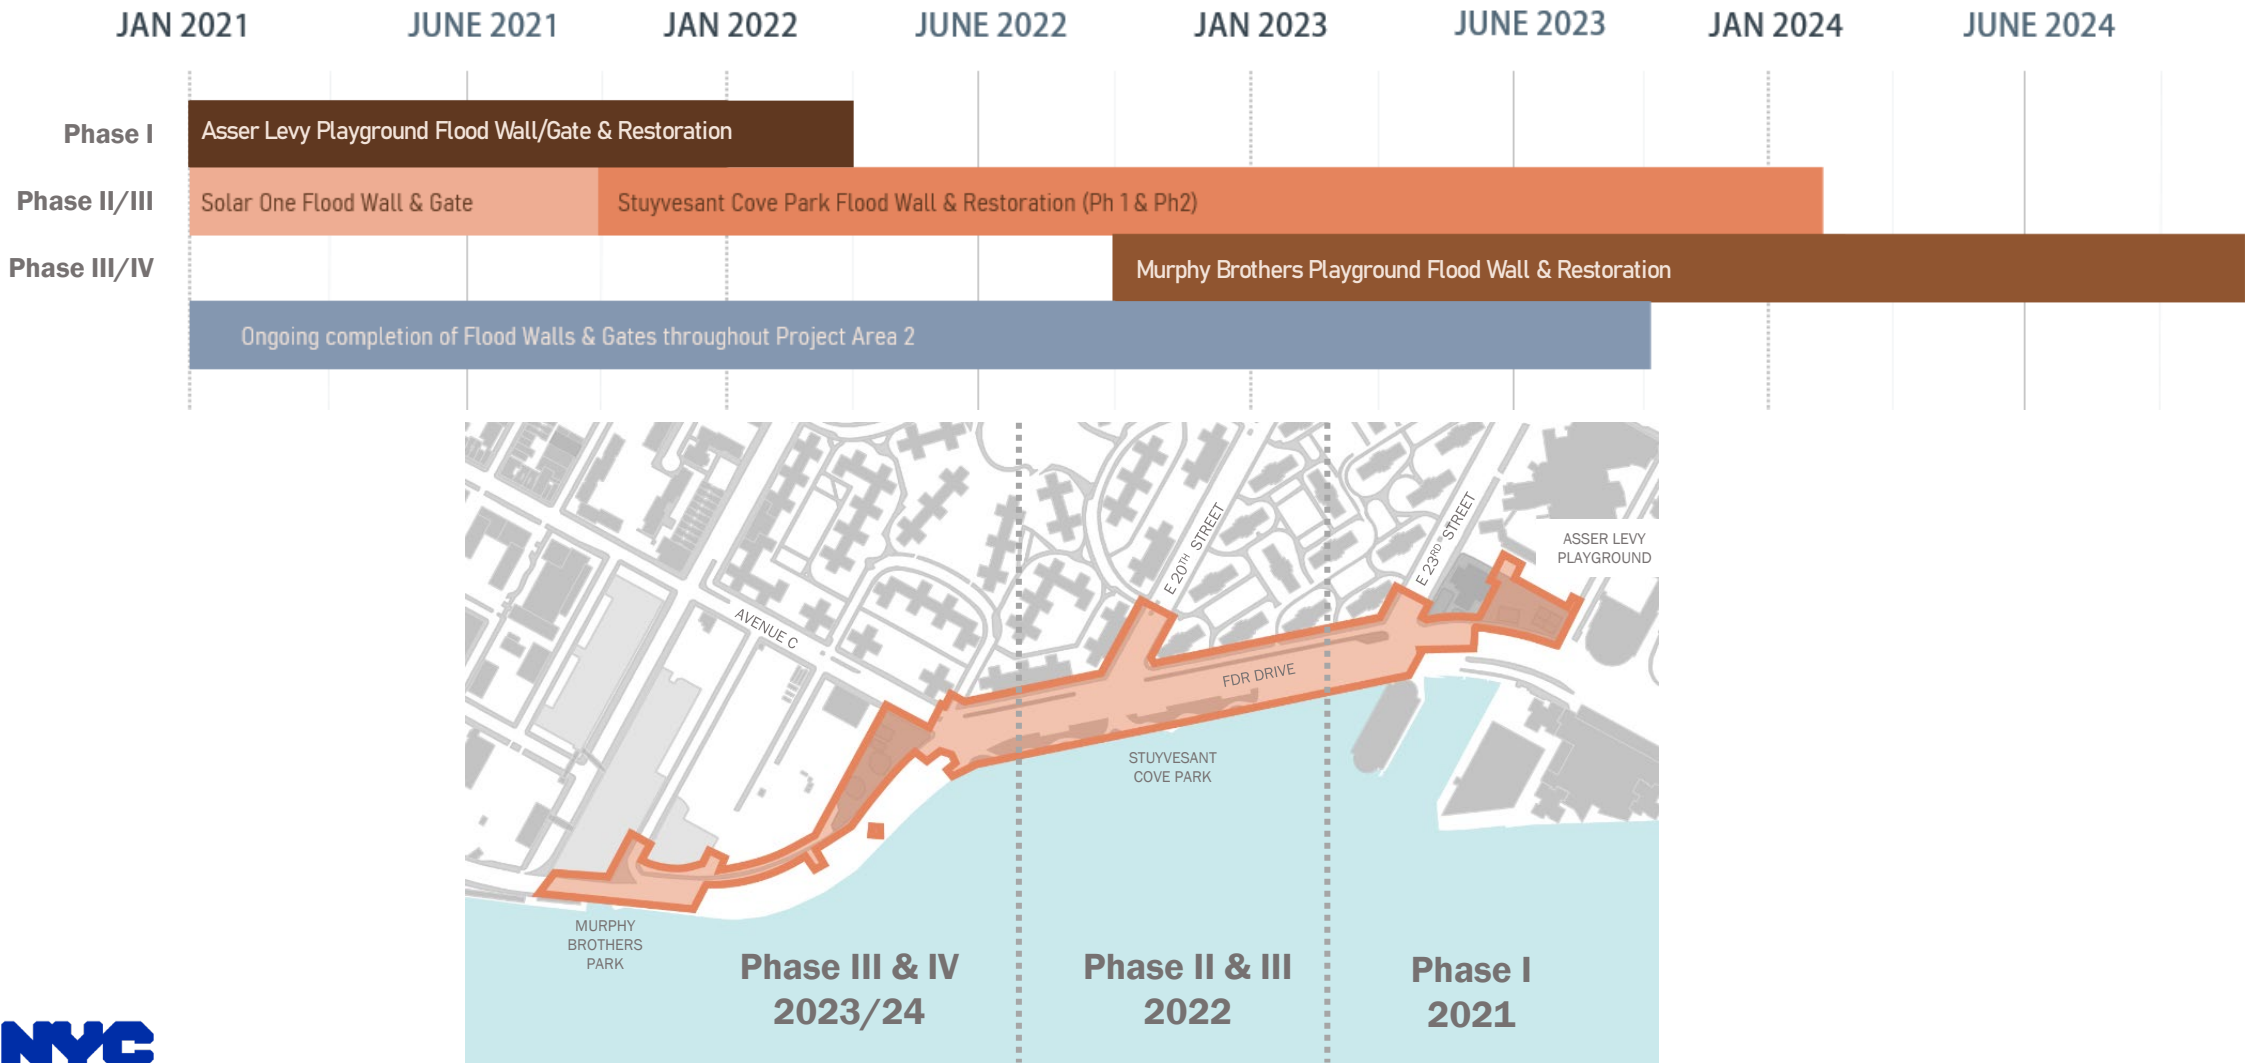 JAN 2021 JUNE 2021 JAN 2022 JUNE 2022 JAN 2023 JUNE 2023 JAN 2024 JUNE 2024
Phase I
Asser Levy Playground Flood Wall/Gate & Restoration
Phase II/III
Solar One Flood Wall & Gate
Stuyvesant Cove Park Flood Wall & Restoration (Ph 1 & Ph2)
Phase III/IV
Murphy Brothers Playground Flood Wall & Restoration
Ongoing completion of Flood Walls & Gates throughout Project Area 2
E 20TH STREET
E 23RD STREET
ASSER LEVY
PLAYGROUND
AVENUE C
FDR DRIVE
STUYVESANT
COVE PARK
MURPHY
BROTHERS
PARK
Phase III & IV
2023/24
Phase II & III
2022
Phase I
2021
NYC